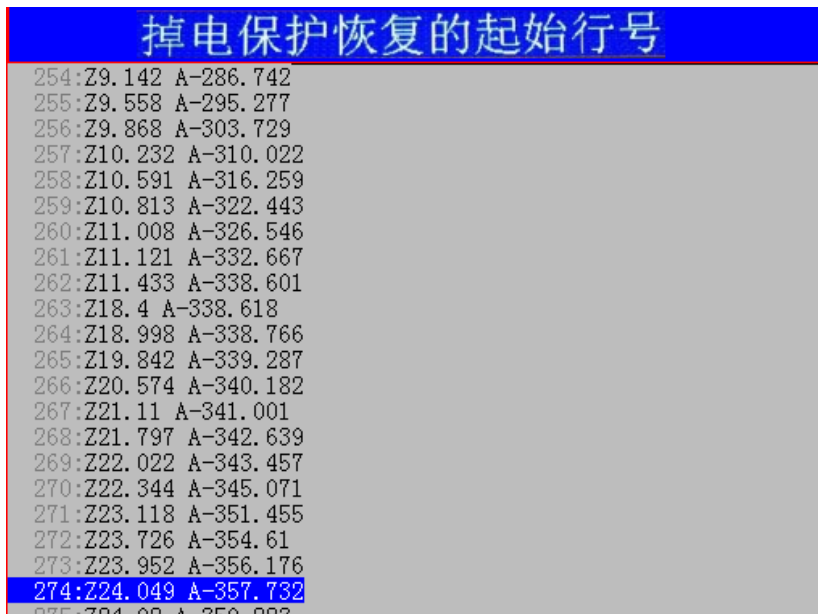 掉电保护恢复的起始行号
254:Z9.142 A-286.742
255:Z9.558 A-295.277
256:Z9.868 A-303.729
257:Z10.232 A-310.022
258:Z10.591 A-316.259
259:Z10.813 A-322.443
260:Z11.008 A-326.546
261:Z11.121 A-332.667
262:Z11.433 A-338.601
263:Z18.4 A-338.618
264:Z18.998 A-338.766
265:Z19.842 A-339.287
266:Z20.574 A-340.182
267:Z21.11 A-341.001
268:Z21.797 A-342.639
269:Z22.022 A-343.457
270:Z22.344 A-345.071
271:Z23.118 A-351.455
272:Z23.726 A-354.61
273:Z23.952 A-356.176
274:Z24.049 A-357.732